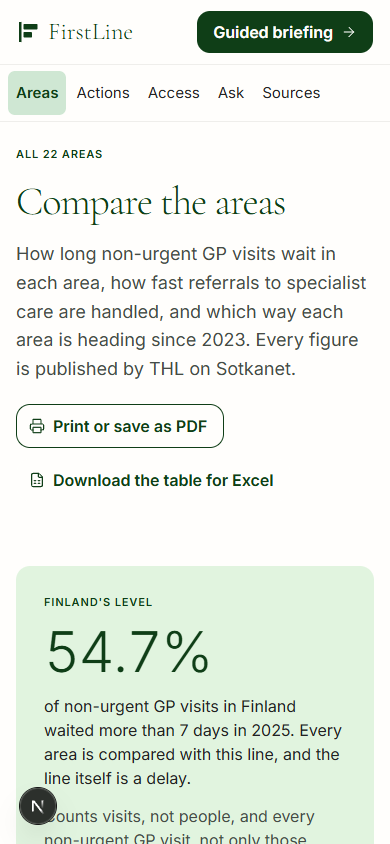 FirstLine
Guided briefing →
Areas Actions Access Ask Sources
ALL 22 AREAS
Compare the areas
How long non-urgent GP visits wait in
each area, how fast referrals to specialist
care are handled, and which way each
area is heading since 2023. Every figure
is published by THL on Sotkanet.
Print or save as PDF
Download the table for Excel
FINLAND'S LEVEL
54.7%
of non-urgent GP visits in Finland
waited more than 7 days in 2025. Every
area is compared with this line, and the
line itself is a delay.
N
Counts visits, not people, and every
non-urgent GP visit, not only those